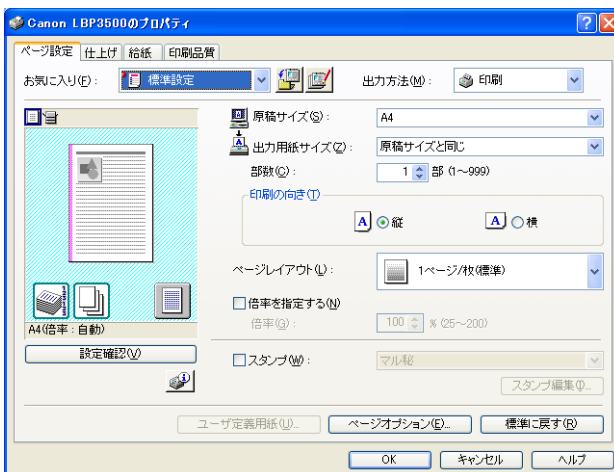 Canon LBP3500のプロパティ
ページ設定 仕上げ 給紙 印刷品質
お気に入り(F): 標準設定 出力方法(M): 印刷
原稿サイズ(S): A4
出力用紙サイズ(Z): 原稿サイズと同じ
部数(C): 1 部 (1～999)
印刷の向き(T)
A 縦 A 横
ページレイアウト(L): 1ページ/枚(標準)
倍率を指定する(N)
倍率(G): 100 % (25～200)
A4(倍率:自動)
設定確認(V)
スタンプ(W): マル秘
スタンプ編集(I)...
ユーザ定義用紙(U)... ページオプション(E)... 標準に戻す(R)
OK キャンセル ヘルプ